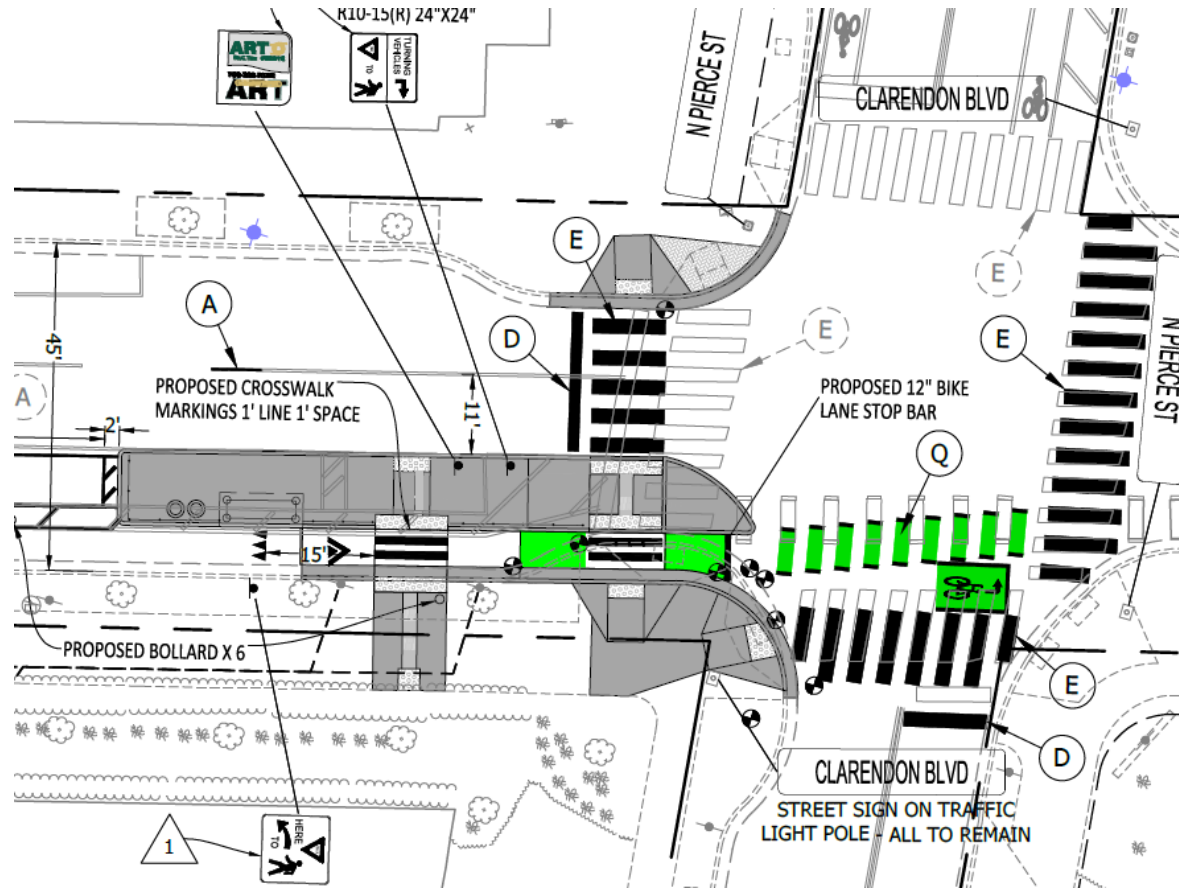 R10-15(R) 24"X24"
ART
ART
TURNING
VEHICLES
TO
N PIERCE ST
CLARENDON BLVD
E
E
A
D
E
E
N PIERCE ST
45'
A
PROPOSED CROSSWALK
MARKINGS 1' LINE 1' SPACE
11'
PROPOSED 12" BIKE
LANE STOP BAR
2'
Q
15'
PROPOSED BOLLARD X 6
E
D
CLARENDON BLVD
STREET SIGN ON TRAFFIC
LIGHT POLE - ALL TO REMAIN
1
HERE
TO